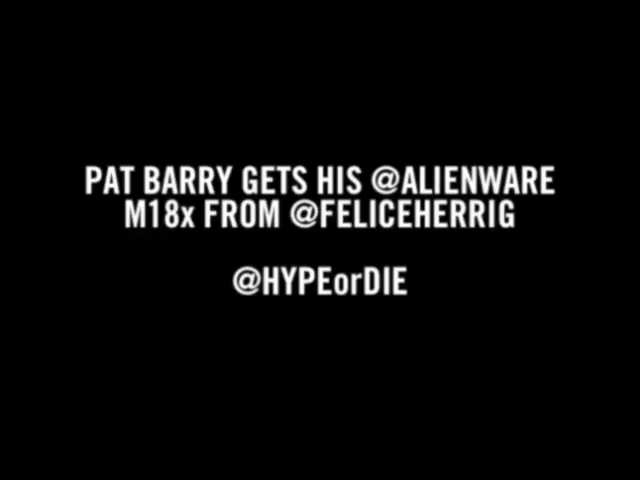 PAT BARRY GETS HIS @ALIENWARE
M18x FROM @FELICEHERRIG
@HYPEorDIE